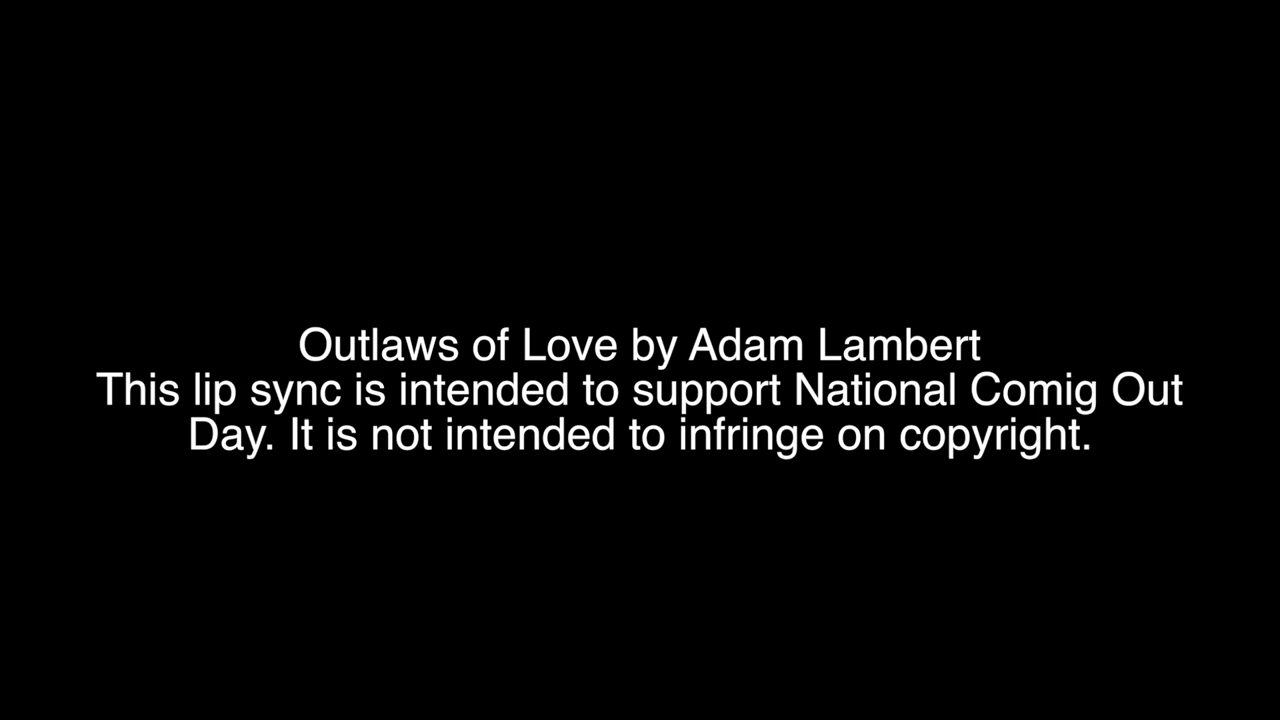 Outlaws of Love by Adam Lambert
This lip sync is intended to support National Comig Out
Day. It is not intended to infringe on copyright.